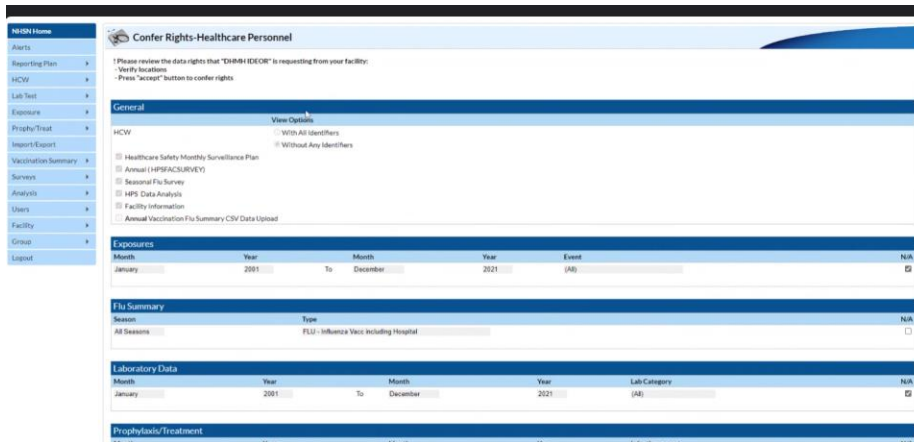 NHSN Home
Alerts
Reporting Plan
HCW
Lab Test
Exposure
Prophy/Treat
Import/Export
Vaccination Summary
Surveys
Analysis
Users
Facility
Group
Logout
Confer Rights-Healthcare Personnel
! Please review the data rights that "DHMH IDEOR" is requesting from your facility:
- Verify locations
- Press "accept" button to confer rights
General
View Options
HCW With All Identifiers
Without Any Identifiers
Healthcare Safety Monthly Surveillance Plan
Annual (HPSFACSURVEY)
Seasonal Flu Survey
HPS Data Analysis
Facility Information
Annual Vaccination Flu Summary CSV Data Upload
Exposures
Month Year Month Year Event N/A
January 2001 To December 2021 (All)
Flu Summary
Season Type N/A
All Seasons FLU - Influenza Vacc including Hospital
Laboratory Data
Month Year Month Year Lab Category N/A
January 2001 To December 2021 (All)
Prophylaxis/Treatment